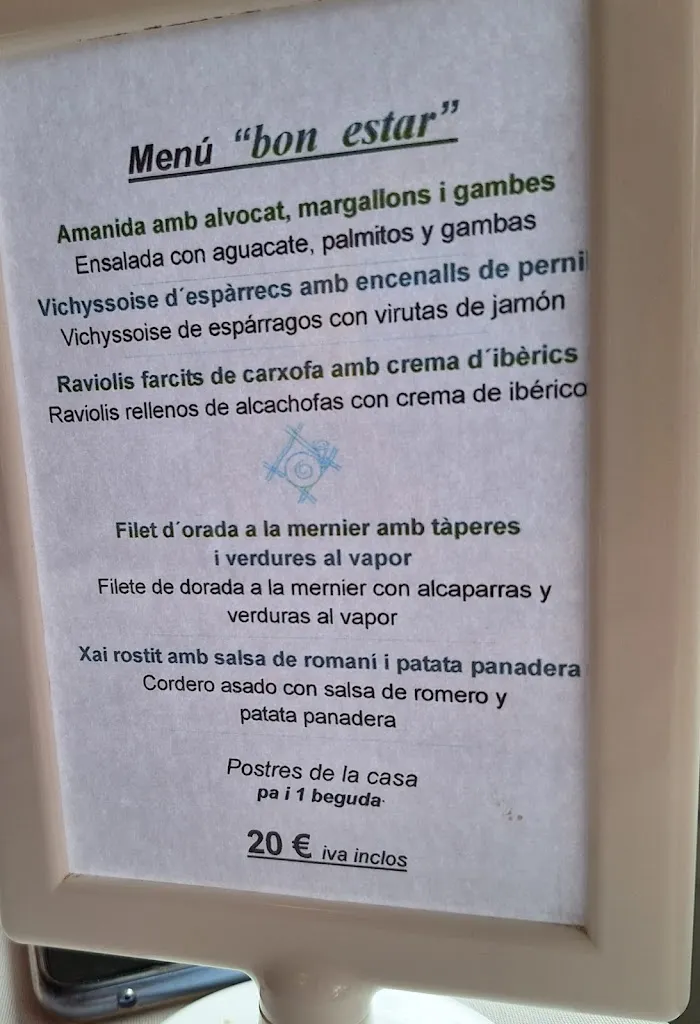 Menú “bon estar”
Amanida amb alvocat, margallons i gambes
Ensalada con aguacate, palmitos y gambas
Vichyssoise d´espàrrecs amb encenalls de pernil
Vichyssoise de espárragos con virutas de jamón
Raviolis farcits de carxofa amb crema d´ibèrics
Raviolis rellenos de alcachofas con crema de ibérico
Filet d´orada a la mernier amb tàperes
i verdures al vapor
Filete de dorada a la mernier con alcaparras y
verduras al vapor
Xai rostit amb salsa de romaní i patata panadera
Cordero asado con salsa de romero y
patata panadera
Postres de la casa
pa i 1 beguda
20 € iva inclos